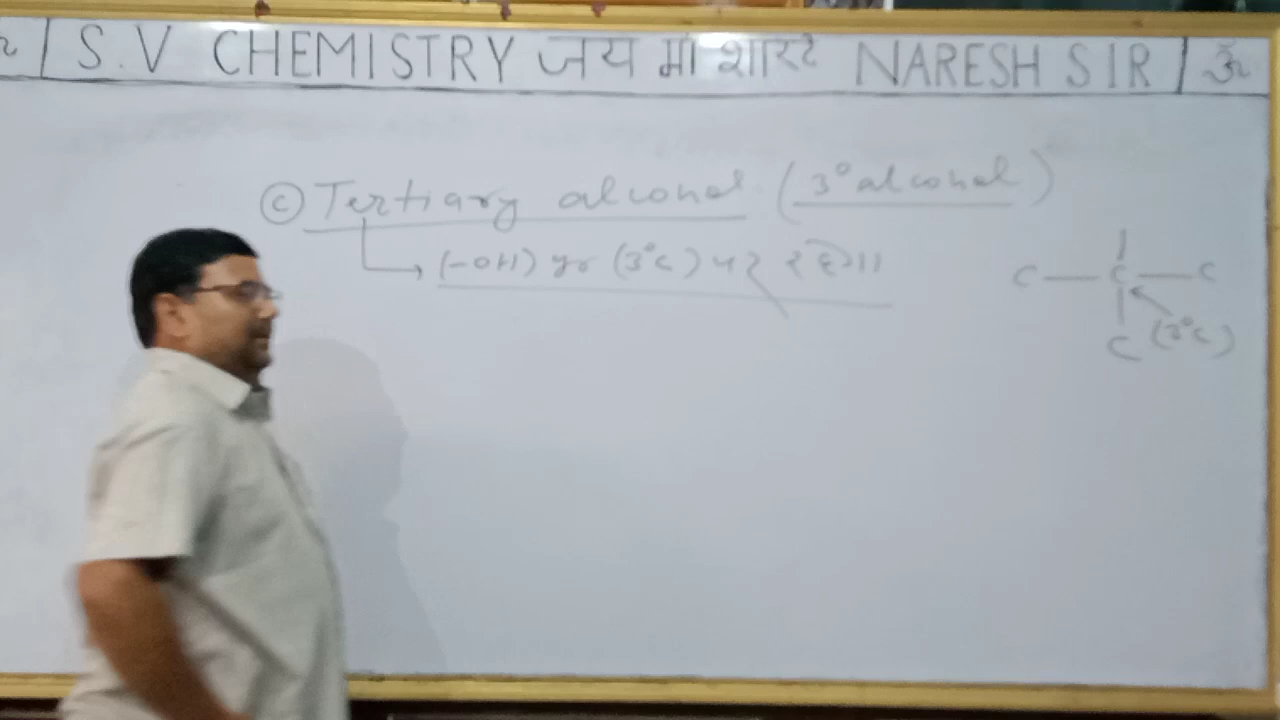 S.V CHEMISTRY जय माँ शारदे NARESH SIR ॐ
(C) Tertiary alcohol (3° alcohol)
(-OH) ग्रुप (3°C) पर रहेगा
C — C — C
C (3°C)